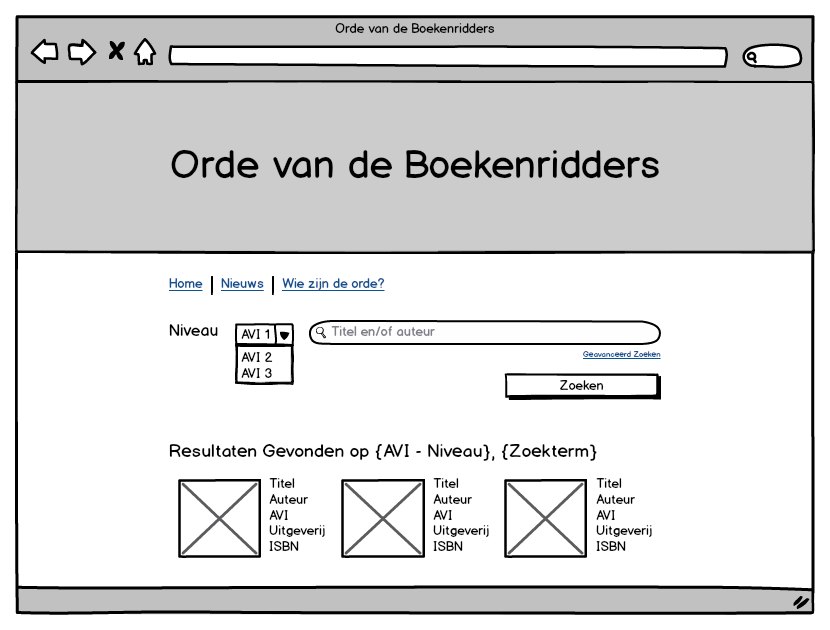 Orde van de Boekenridders
Orde van de Boekenridders
Home | Nieuws | Wie zijn de orde?
Niveau AVI 1 Titel en/of auteur
AVI 2
AVI 3
Geavanceerd Zoeken
Zoeken
Resultaten Gevonden op {AVI - Niveau}, {Zoekterm}
Titel
Auteur
AVI
Uitgeverij
ISBN
Titel
Auteur
AVI
Uitgeverij
ISBN
Titel
Auteur
AVI
Uitgeverij
ISBN